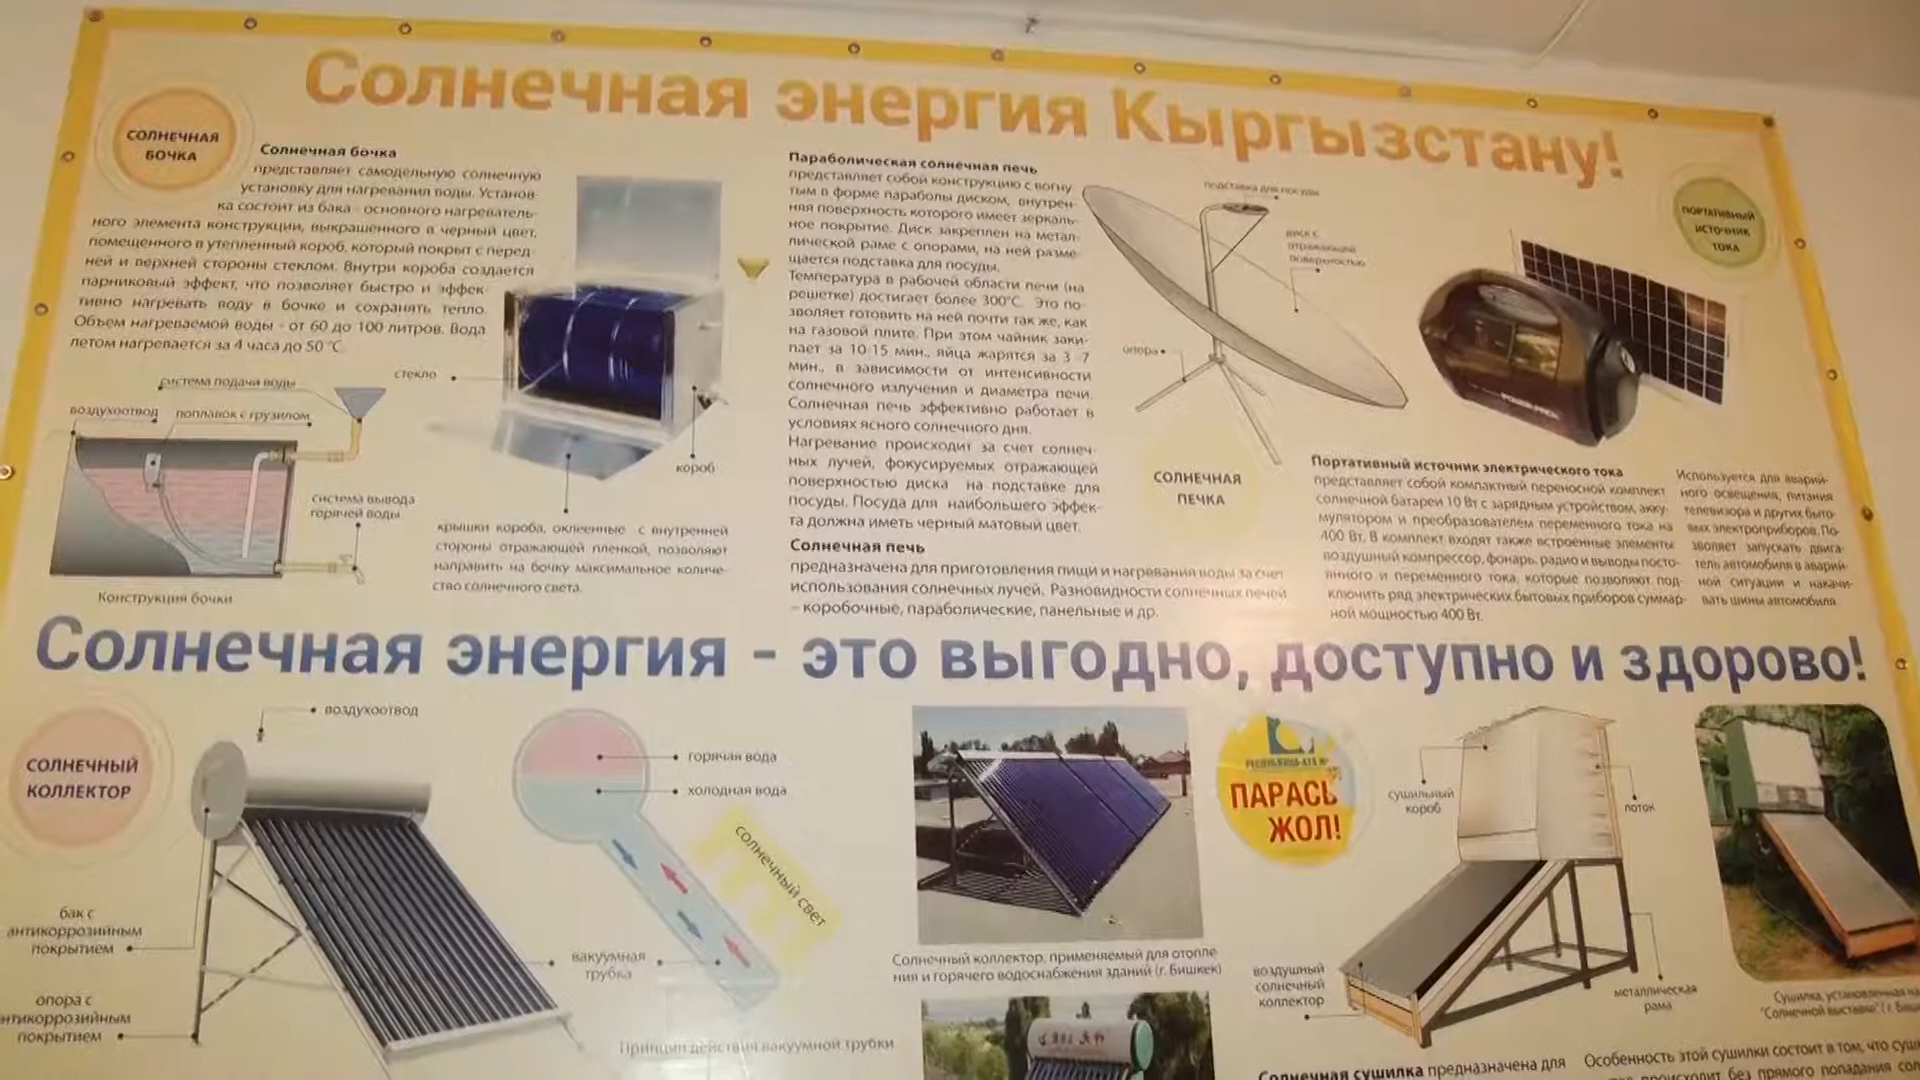 Солнечная энергия Кыргызстану!
СОЛНЕЧНАЯ
БОЧКА
Солнечная бочка
представляет самодельную солнечную
установку для нагревания воды. Установ-
ка состоит из бака - основного нагреватель-
ного элемента конструкции, выкрашенного в черный цвет,
помещенного в утепленный короб, который покрыт с перед-
ней и верхней стороны стеклом. Внутри короба создается
парниковый эффект, что позволяет быстро и эффек-
тивно нагревать воду в бочке и сохранять тепло.
Объем нагреваемой воды - от 60 до 100 литров. Вода
летом нагревается за 4 часа до 50 °С.
система подачи воды
воздухоотвод
поплавок с грузилом
система вывода
горячей воды
Конструкция бочки
стекло
короб
крышки короба, оклеенные с внутренней
стороны отражающей пленкой, позволяют
направить на бочку максимальное количе-
ство солнечного света.
Параболическая солнечная печь
представляет собой конструкцию с вогну
тым в форме параболы диском, внутрен-
няя поверхность которого имеет зеркаль-
ное покрытие. Диск закреплен на метал-
лической раме с опорами, на ней разме-
щается подставка для посуды.
Температура в рабочей области печи (на
решетке) достигает более 300°С. Это по-
зволяет готовить на ней почти так же, как
на газовой плите. При этом чайник заки-
пает за 10-15 мин., яйца жарятся за 3-7
мин., в зависимости от интенсивности
солнечного излучения и диаметра печи.
Солнечная печь эффективно работает в
условиях ясного солнечного дня.
Нагревание происходит за счет солнеч-
ных лучей, фокусируемых отражающей
поверхностью диска на подставке для
посуды. Посуда для наибольшего эффек-
та должна иметь черный матовый цвет.
Солнечная печь
предназначена для приготовления пищи и нагревания воды за счет
использования солнечных лучей. Разновидности солнечных печей
– коробочные, параболические, панельные и др.
подставка для посуды
диск с
отражающей
поверхностью
опора
СОЛНЕЧНАЯ
ПЕЧКА
ПОРТАТИВНЫЙ
ИСТОЧНИК
ТОКА
Портативный источник электрического тока
представляет собой компактный переносной комплект
солнечной батареи 10 Вт с зарядным устройством, акку-
мулятором и преобразователем переменного тока на
400 Вт. В комплект входят также встроенные элементы
воздушный компрессор, фонарь, радио и выводы посто-
янного и переменного тока, которые позволяют под-
ключить ряд электрических бытовых приборов суммар-
ной мощностью 400 Вт.
Используется для аварий-
ного освещения, питания
телевизора и других быто-
вых электроприборов. По-
зволяет запускать двига-
тель автомобиля в аварий-
ной ситуации и накачи-
вать шины автомобиля.
Солнечная энергия - это выгодно, доступно и здорово!
СОЛНЕЧНЫЙ
КОЛЛЕКТОР
воздухоотвод
бак с
антикоррозийным
покрытием
опора с
антикоррозийным
покрытием
горячая вода
холодная вода
солнечный свет
вакуумная
трубка
Принцип действия вакуумной трубки
Солнечный коллектор, применяемый для отопле-
ния и горячего водоснабжения зданий (г. Бишкек)
ПАРАСЫ
ЖОЛ!
сушильный
короб
лоток
воздушный
солнечный
коллектор
металлическая
рама
Сушилка, установленная на
"Солнечной выставке" (г.
Солнечная сушилка предназначена для
Особенность этой сушилки состоит в том, что
происходит без прямого попадания